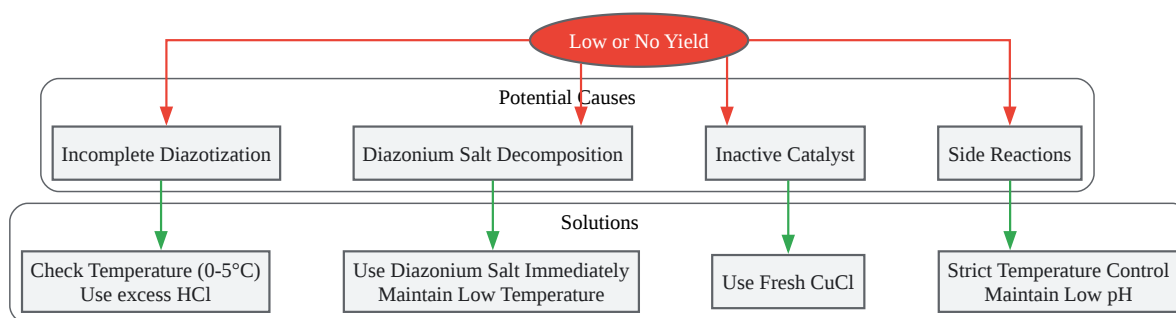 Low or No Yield
Potential Causes
Incomplete Diazotization
Diazonium Salt Decomposition
Inactive Catalyst
Side Reactions
Solutions
Check Temperature (0-5°C)
Use excess HCl
Use Diazonium Salt Immediately
Maintain Low Temperature
Use Fresh CuCl
Strict Temperature Control
Maintain Low pH